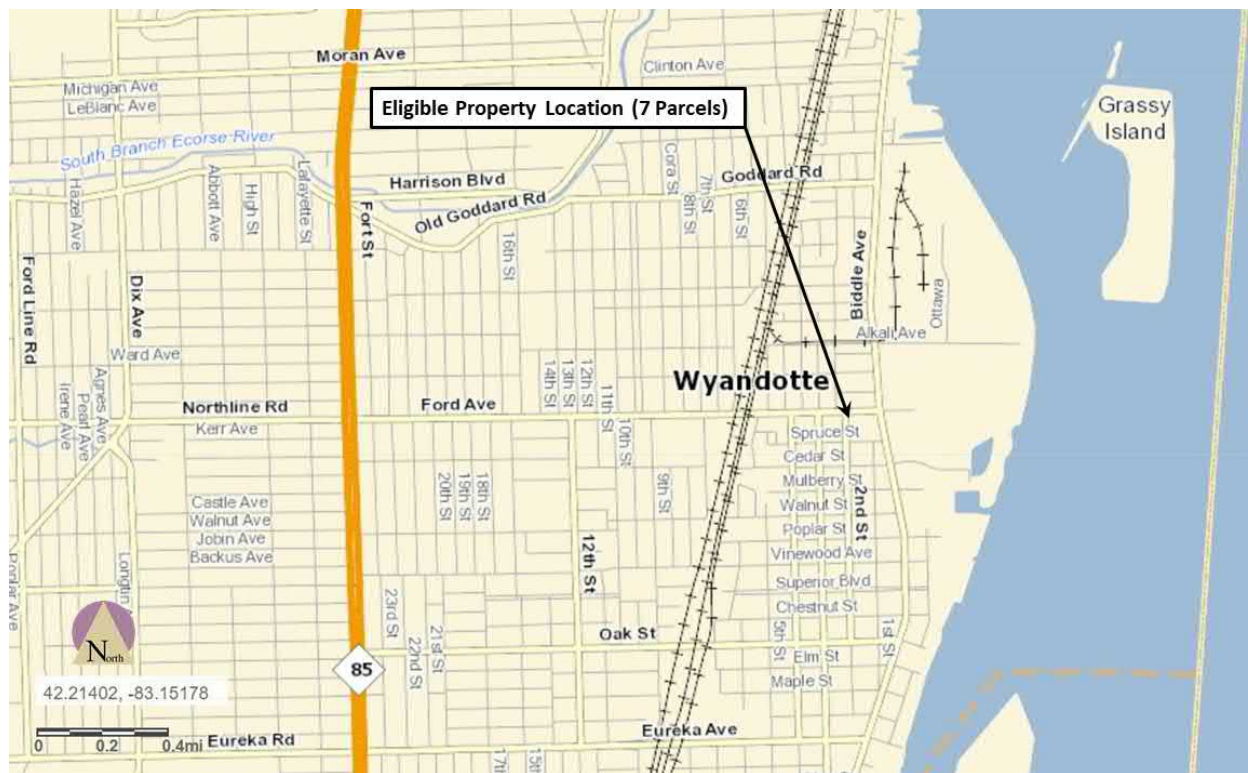 Moran Ave
Clinton Ave
Michigan Ave
LeBlanc Ave
Eligible Property Location (7 Parcels)
Grassy
Island
South Branch Ecorse River
Hazel Ave
Abbott Ave
High St
Lafayette St
Fort St
Harrison Blvd
Old Goddard Rd
Goddard Rd
Cora St
8th St
7th St
6th St
16th St
Ford Line Rd
Dix Ave
Biddle Ave
Ottawa
Alkali Ave
Ward Ave
Irene Ave
Pearl Ave
Agnes Ave
14th St
13th St
12th St
11th St
10th St
Wyandotte
Northline Rd
Ford Ave
Kerr Ave
Spruce St
Cedar St
Mulberry St
Walnut St
Poplar St
Vinewood Ave
Superior Blvd
Chestnut St
2nd St
20th St
19th St
18th St
9th St
Castle Ave
Walnut Ave
Jobin Ave
Backus Ave
12th St
23rd St
22nd St
21st St
Oak St
5th St
1st St
Elm St
Maple St
North
85
42.21402, -83.15178
0 0.2 0.4mi
Eureka Rd
Eureka Ave
15th